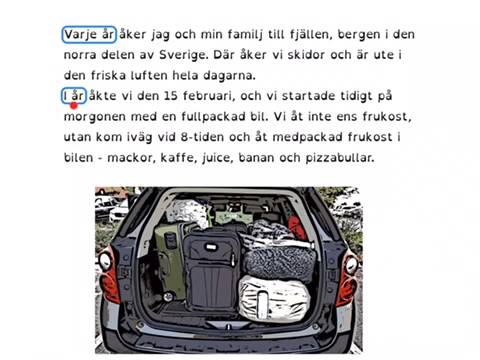 Varje år åker jag och min familj till fjällen, bergen i den
norra delen av Sverige. Där åker vi skidor och är ute i
den friska luften hela dagarna.
I år åkte vi den 15 februari, och vi startade tidigt på
morgonen med en fullpackad bil. Vi åt inte ens frukost,
utan kom iväg vid 8-tiden och åt medpackad frukost i
bilen - mackor, kaffe, juice, banan och pizzabullar.